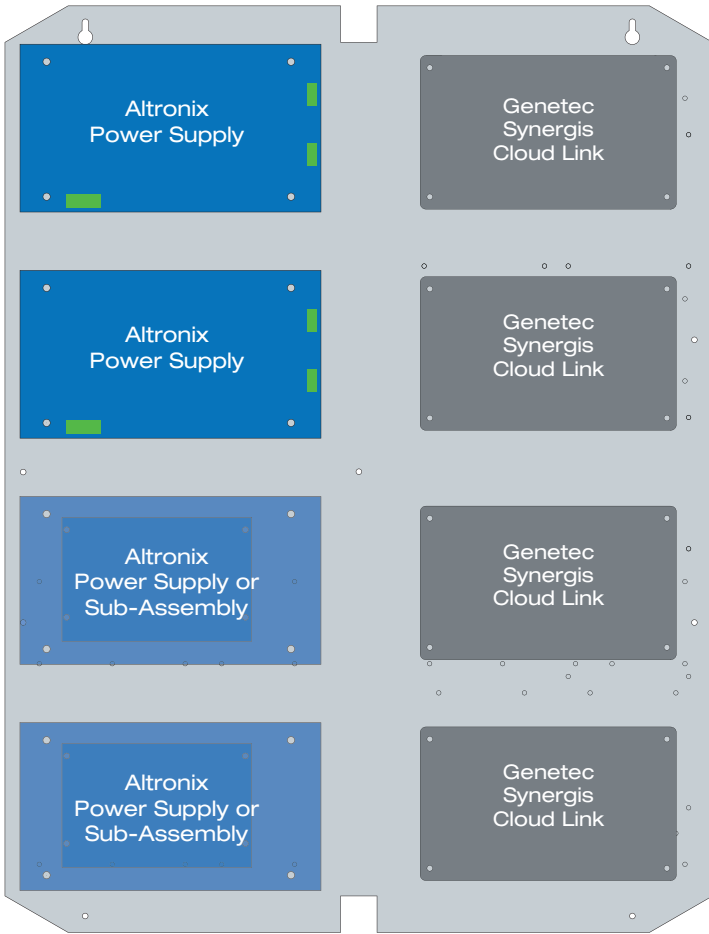 Altronix
Power Supply
Genetec
Synergis
Cloud Link
Altronix
Power Supply
Genetec
Synergis
Cloud Link
Altronix
Power Supply or
Sub-Assembly
Genetec
Synergis
Cloud Link
Altronix
Power Supply or
Sub-Assembly
Genetec
Synergis
Cloud Link